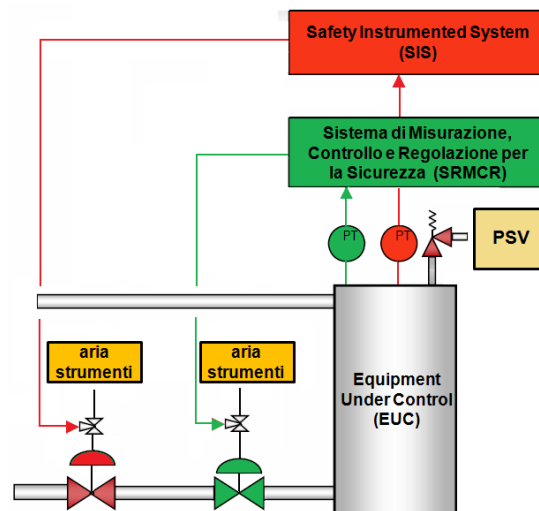 Safety Instrumented System
(SIS)
Sistema di Misurazione,
Controllo e Regolazione per
la Sicurezza (SRMCR)
PT
PT
PSV
aria
strumenti
aria
strumenti
Equipment
Under Control
(EUC)